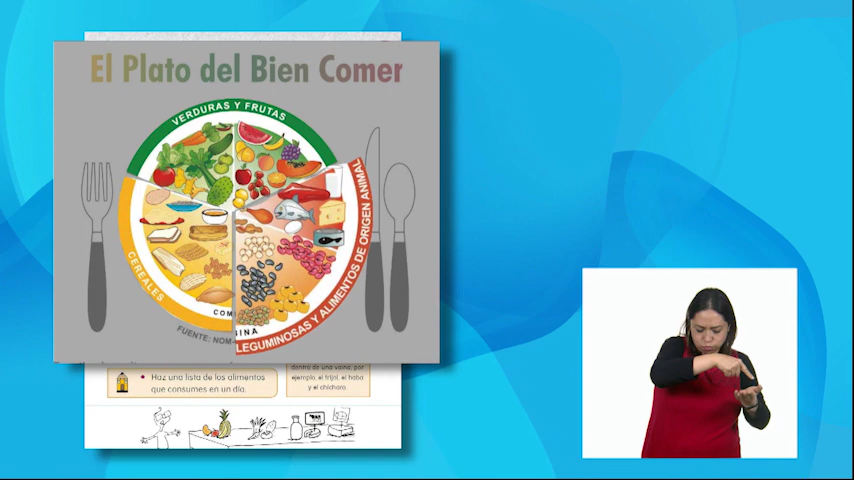 El Plato del Bien Comer
VERDURAS Y FRUTAS
CEREALES
LEGUMINOSAS Y ALIMENTOS DE ORIGEN ANIMAL
COM
INA
FUENTE: NOM-
Haz una lista de los alimentos
que consumes en un día.
dentro de una vaina, por
ejemplo, el frijol, el haba
y el chícharo.